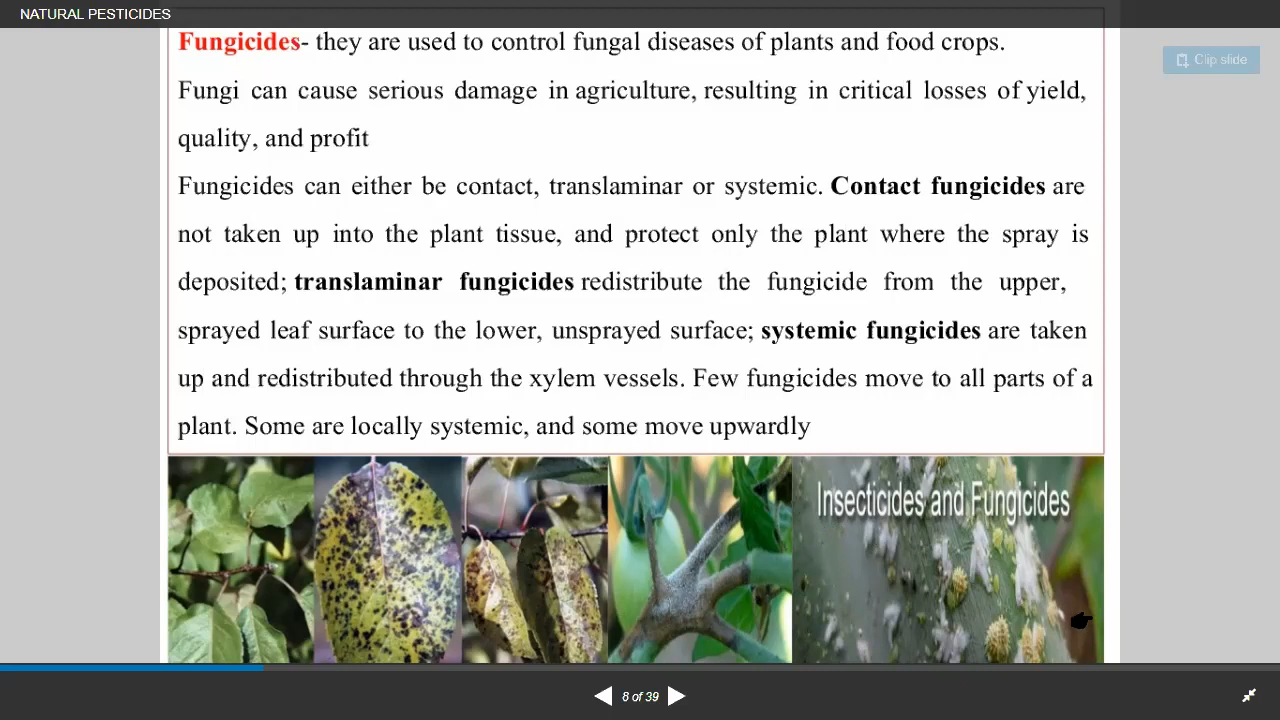 NATURAL PESTICIDES
Fungicides- they are used to control fungal diseases of plants and food crops.
Clip slide
Fungi can cause serious damage in agriculture, resulting in critical losses of yield,
quality, and profit
Fungicides can either be contact, translaminar or systemic. Contact fungicides are
not taken up into the plant tissue, and protect only the plant where the spray is
deposited; translaminar fungicides redistribute the fungicide from the upper,
sprayed leaf surface to the lower, unsprayed surface; systemic fungicides are taken
up and redistributed through the xylem vessels. Few fungicides move to all parts of a
plant. Some are locally systemic, and some move upwardly
Insecticides and Fungicides
8 of 39